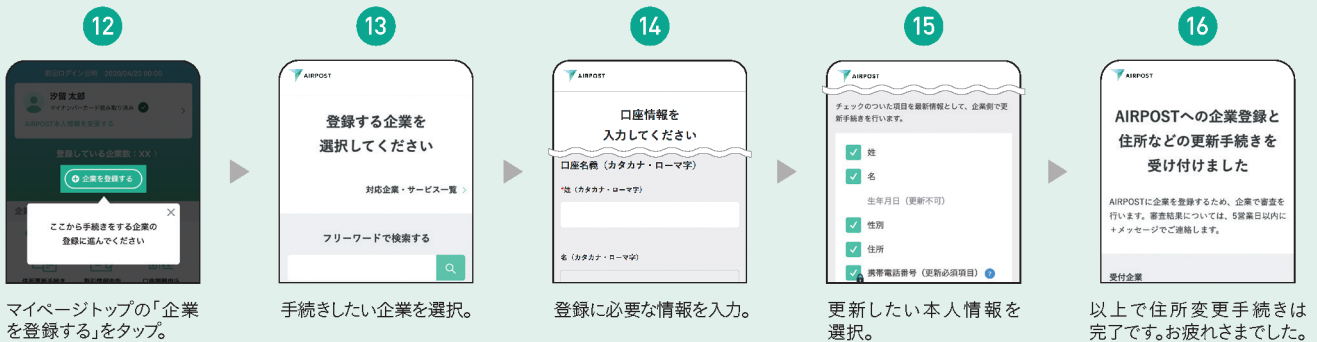 12
前回ログイン日時 2020/04/22 00:00
汐留 太郎
マイナンバーカード読み取り済み
AIRPOST本人情報を変更する
登録している企業数:XX
企業を登録する
ここから手続きをする企業の
登録に進んでください
マイページトップの「企業
を登録する」をタップ。
13
AIRPOST
登録する企業を
選択してください
対応企業・サービス一覧
フリーワードで検索する
手続きしたい企業を選択。
14
AIRPOST
口座情報を
入力してください
口座名義(カタカナ・ローマ字)
*姓(カタカナ・ローマ字)
名(カタカナ・ローマ字)
登録に必要な情報を入力。
15
AIRPOST
チェックのついた項目を最新情報として、企業側で更
新手続きを行います。
姓
名
生年月日(更新不可)
性別
住所
携帯電話番号(更新必須項目)
更新したい本人情報を
選択。
16
AIRPOST
AIRPOSTへの企業登録と
住所などの更新手続きを
受け付けました
AIRPOSTに企業を登録するため、企業で審査を
行います。審査結果については、5営業日以内に
+メッセージでご連絡します。
受付企業
以上で住所変更手続きは
完了です。お疲れさまでした。